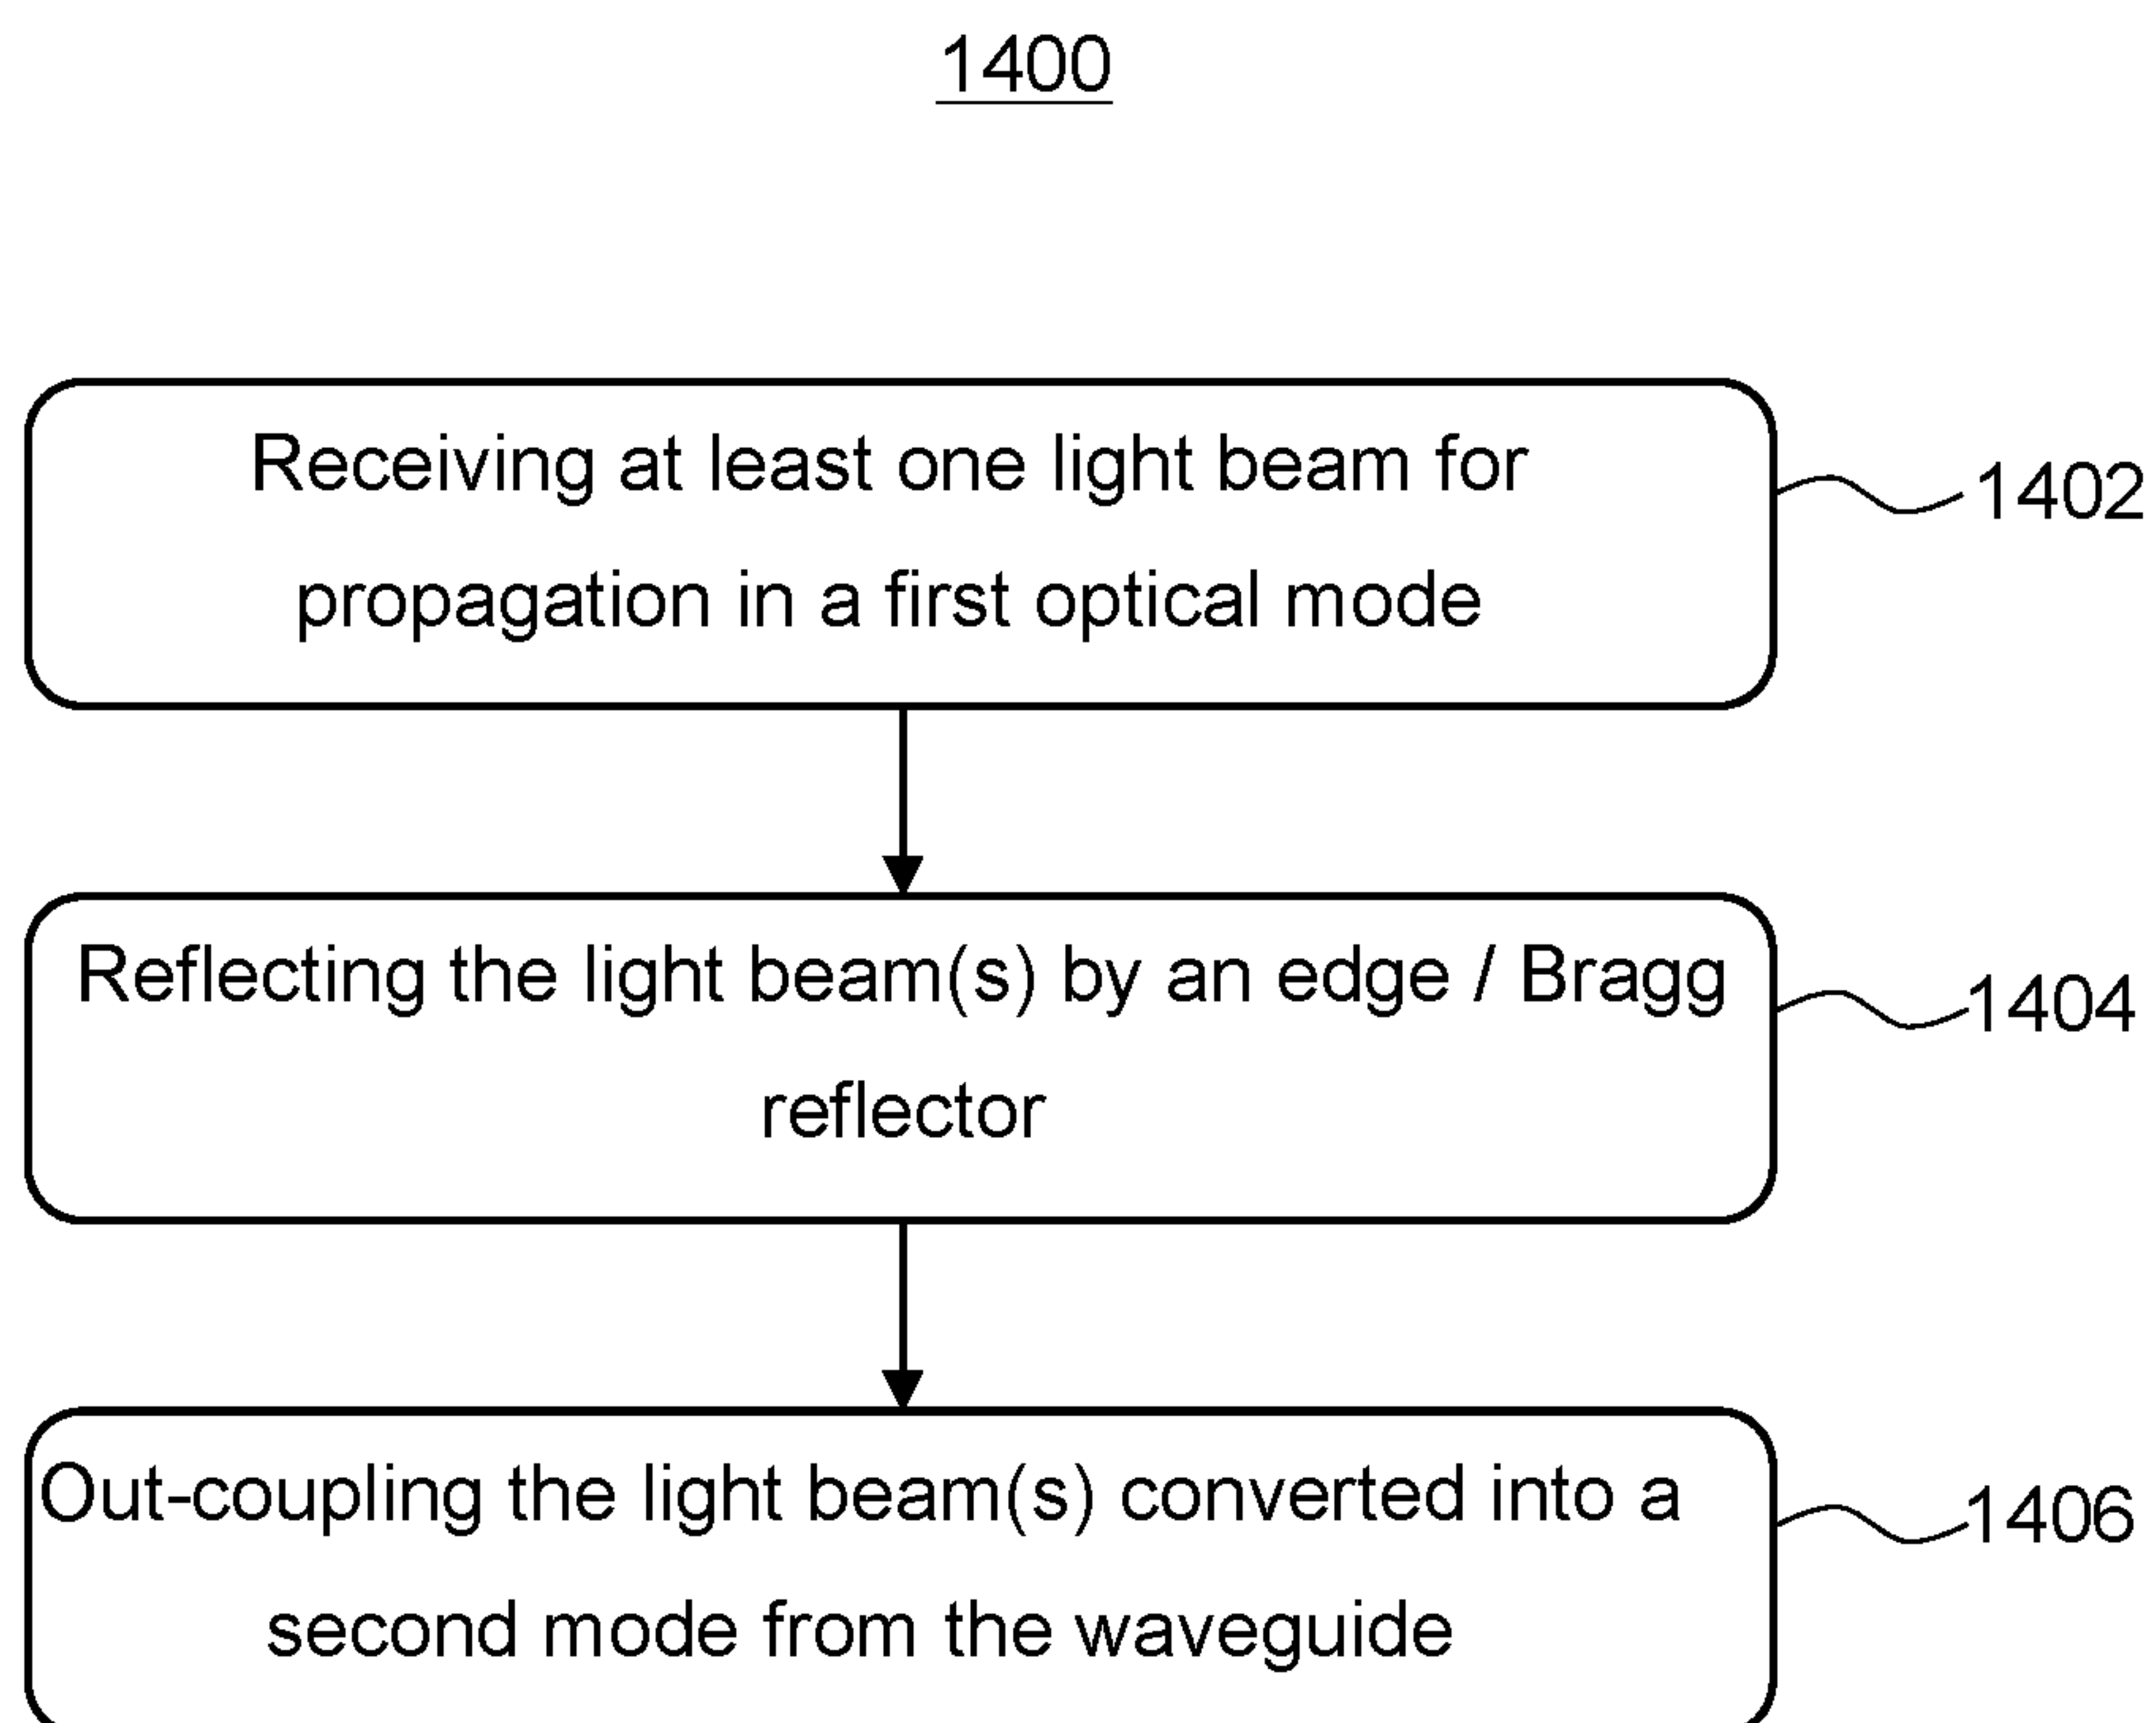 1400
Receiving at least one light beam for
propagation in a first optical mode
1402
Reflecting the light beam(s) by an edge / Bragg
reflector
1404
Out-coupling the light beam(s) converted into a
second mode from the waveguide
1406